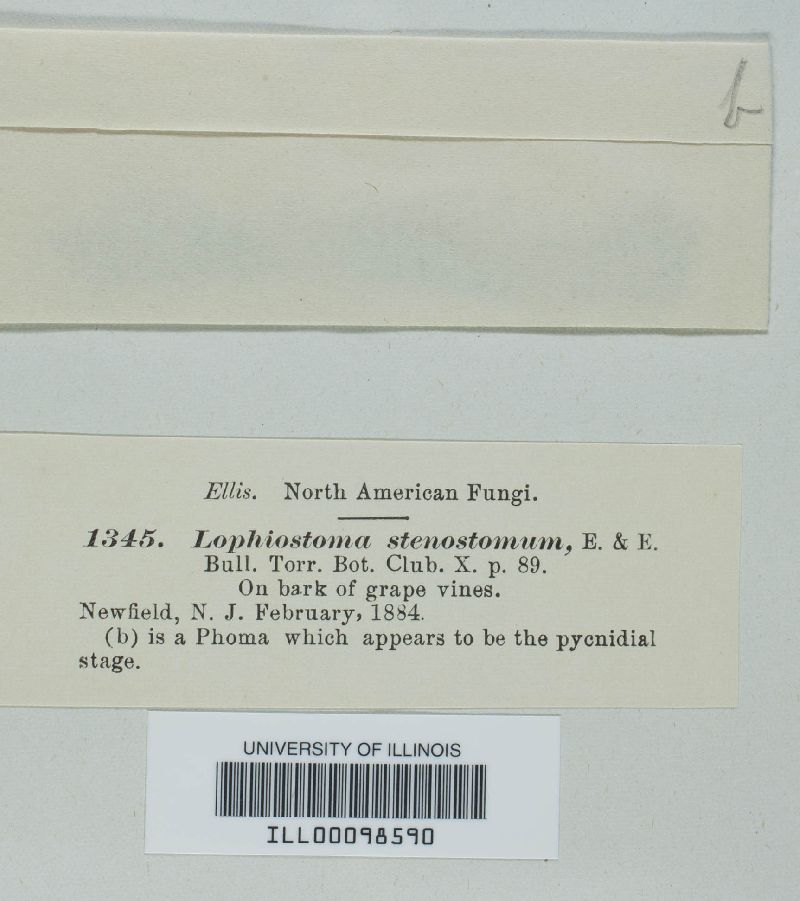 b
Ellis. North American Fungi.
1345. Lophiostoma stenostomum, E. & E.
Bull. Torr. Bot. Club. X. p. 89.
On bark of grape vines.
Newfield, N. J. February, 1884.
(b) is a Phoma which appears to be the pycnidial
stage.
UNIVERSITY OF ILLINOIS
ILL00098590